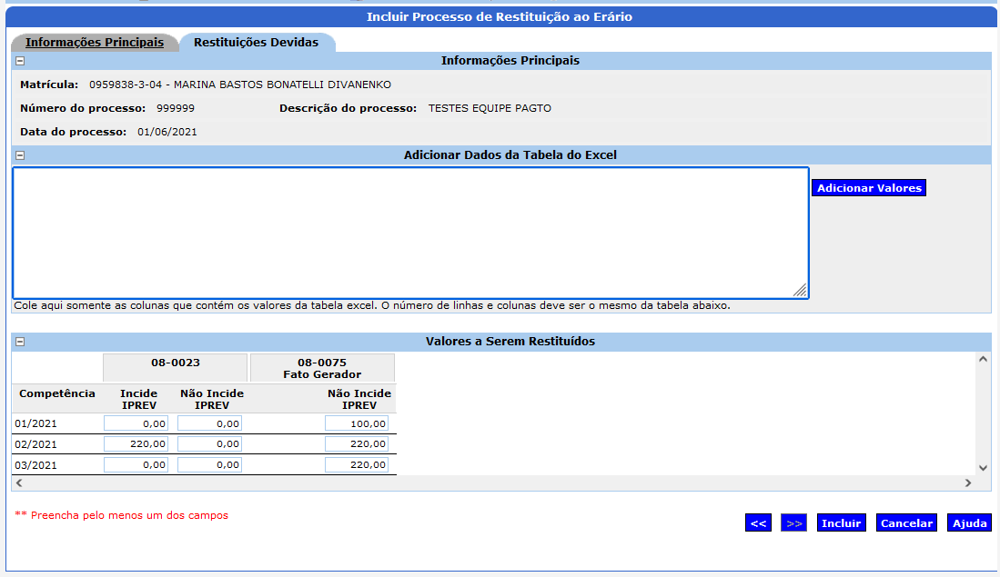 Incluir Processo de Restituição ao Erário
Informações Principais Restituições Devidas
Informações Principais
Matrícula: 0959838-3-04 - MARINA BASTOS BONATELLI DIVANENKO
Número do processo: 999999 Descrição do processo: TESTES EQUIPE PAGTO
Data do processo: 01/06/2021
Adicionar Dados da Tabela do Excel
Adicionar Valores
Cole aqui somente as colunas que contém os valores da tabela excel. O número de linhas e colunas deve ser o mesmo da tabela abaixo.
Valores a Serem Restituídos
08-0023 08-0075
Fato Gerador
Competência Incide Não Incide Não Incide
IPREV IPREV IPREV
01/2021 0,00 0,00 100,00
02/2021 220,00 0,00 220,00
03/2021 0,00 0,00 220,00
** Preencha pelo menos um dos campos
<< >> Incluir Cancelar Ajuda